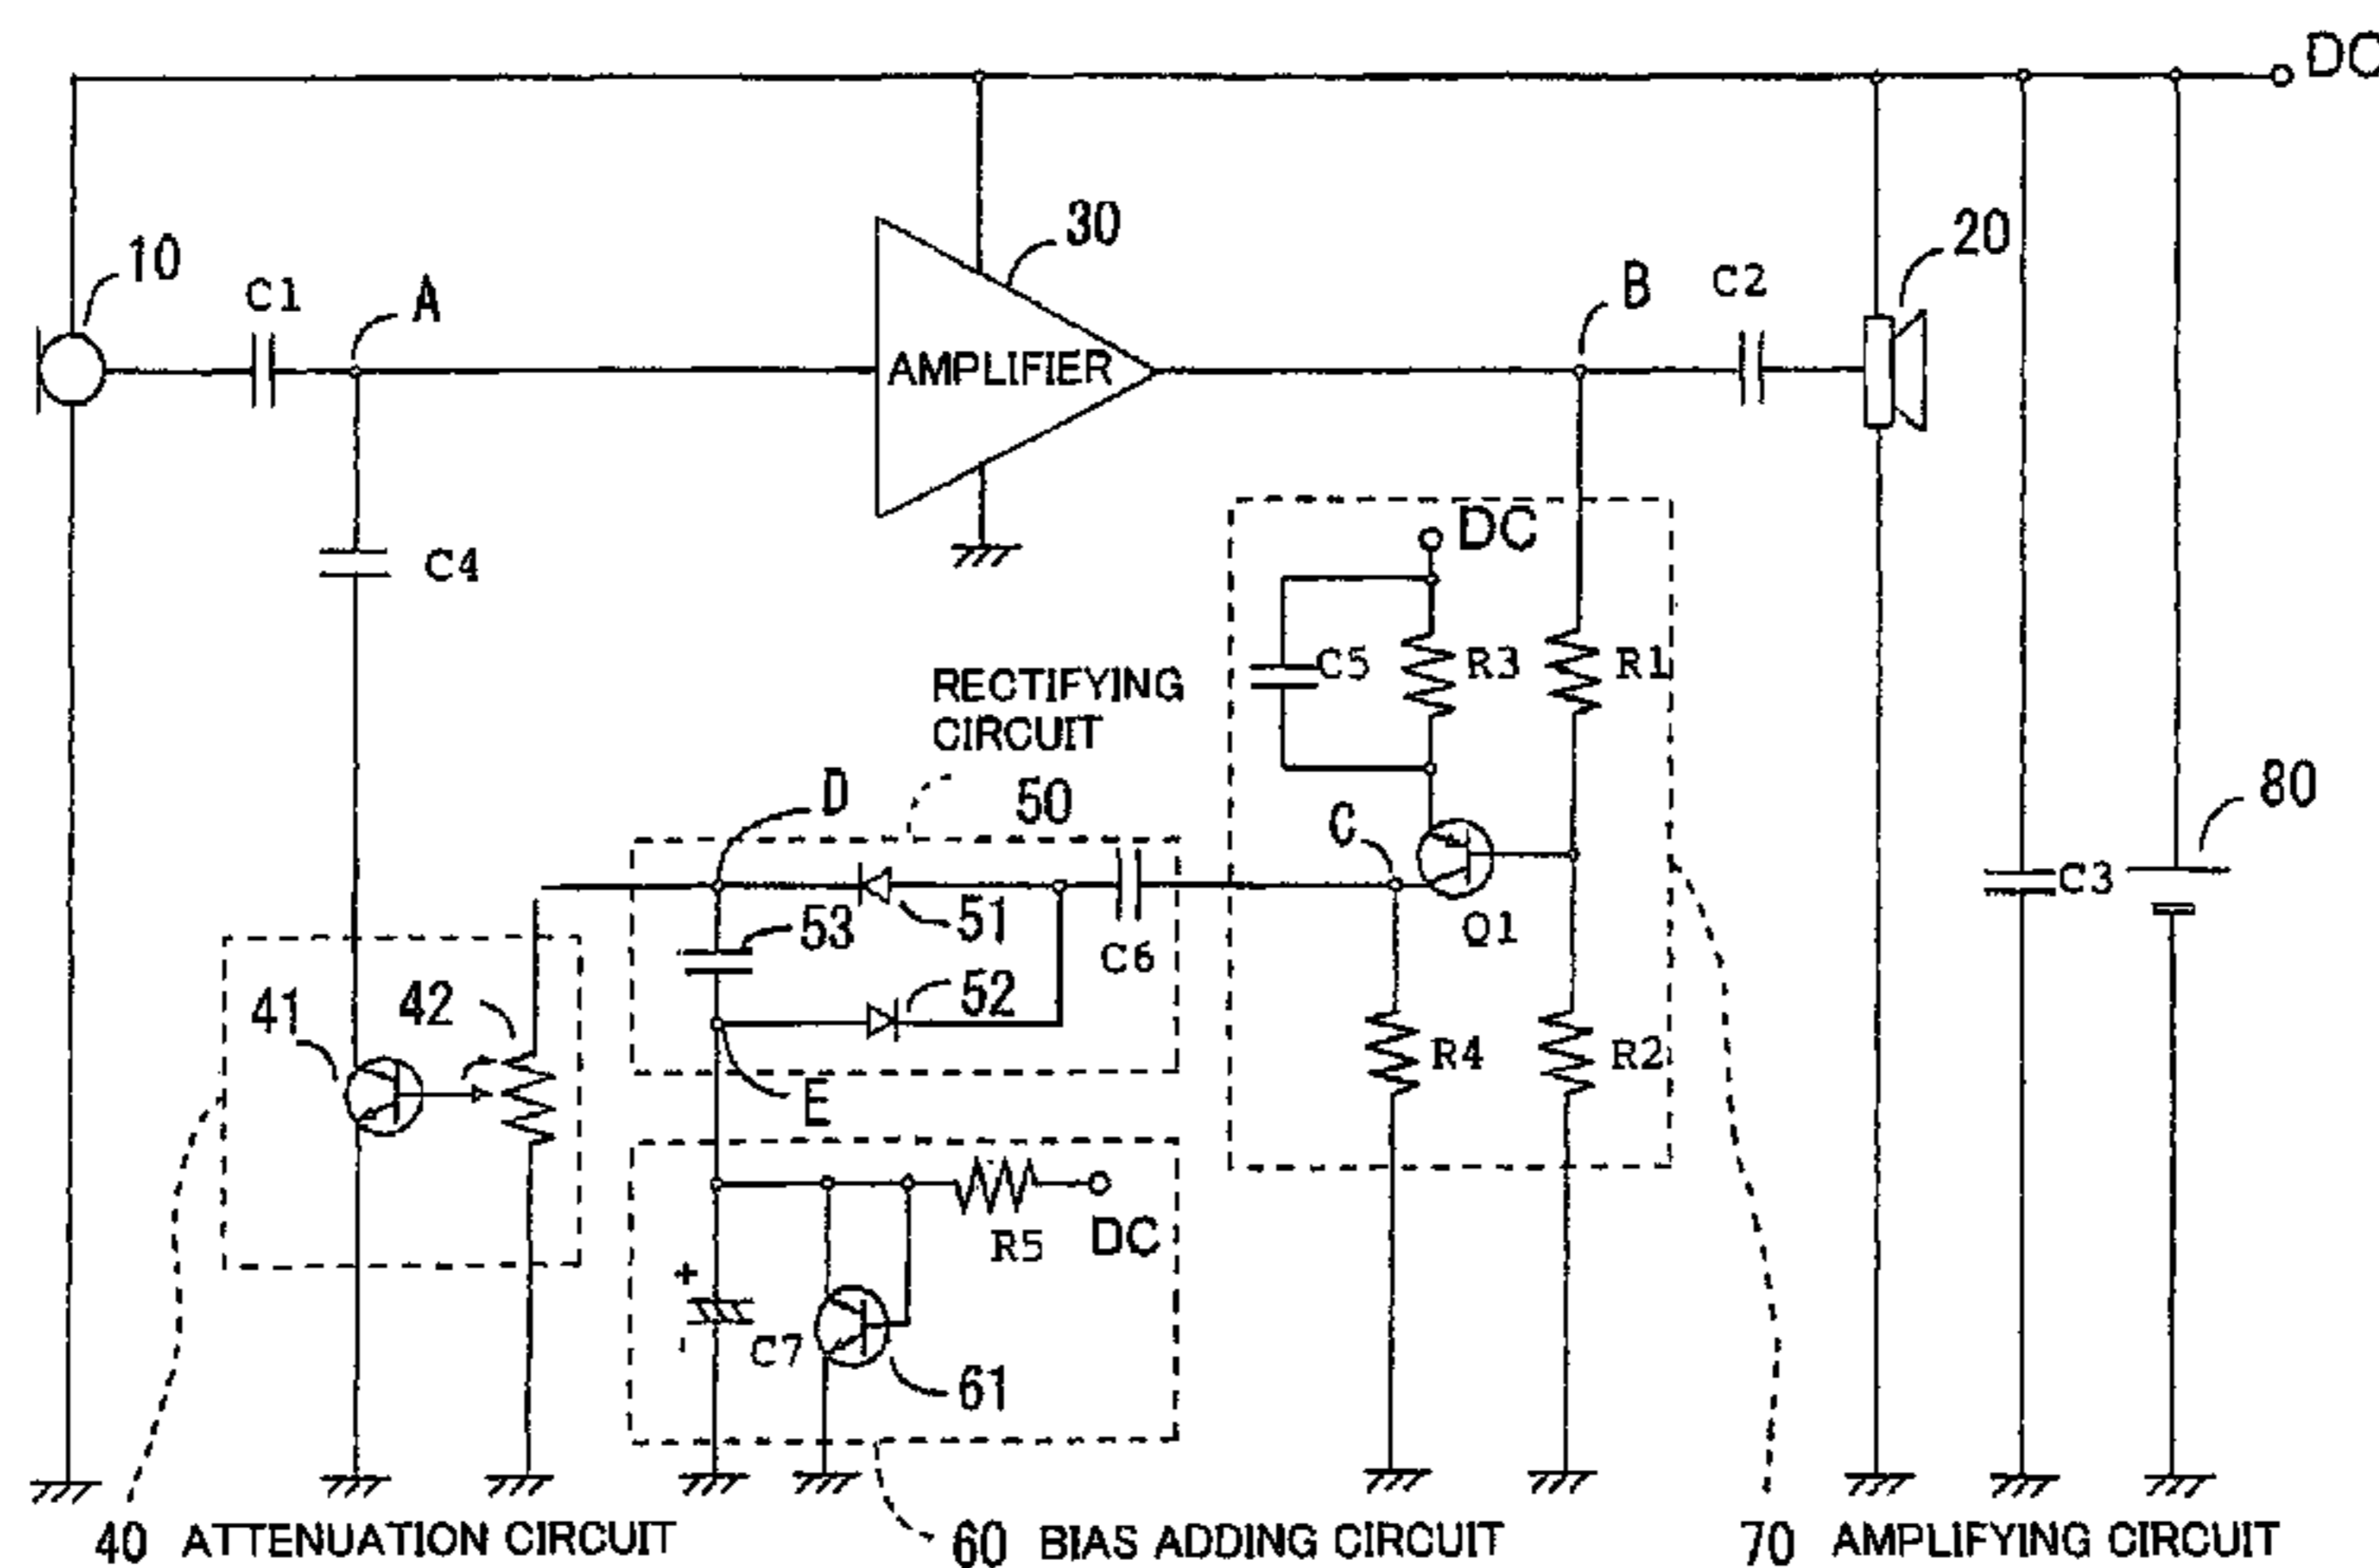 DC
30
20
10
C1
A
B
C2
AMPLIFIER
DC
C4
C5
R3
R1
RECTIFYING
CIRCUIT
50
D
C
80
C3
53
51
C6
Q1
41
42
52
R4
R2
E
R5
DC
+
-
C7
61
40 ATTENUATION CIRCUIT
60 BIAS ADDING CIRCUIT
70 AMPLIFYING CIRCUIT